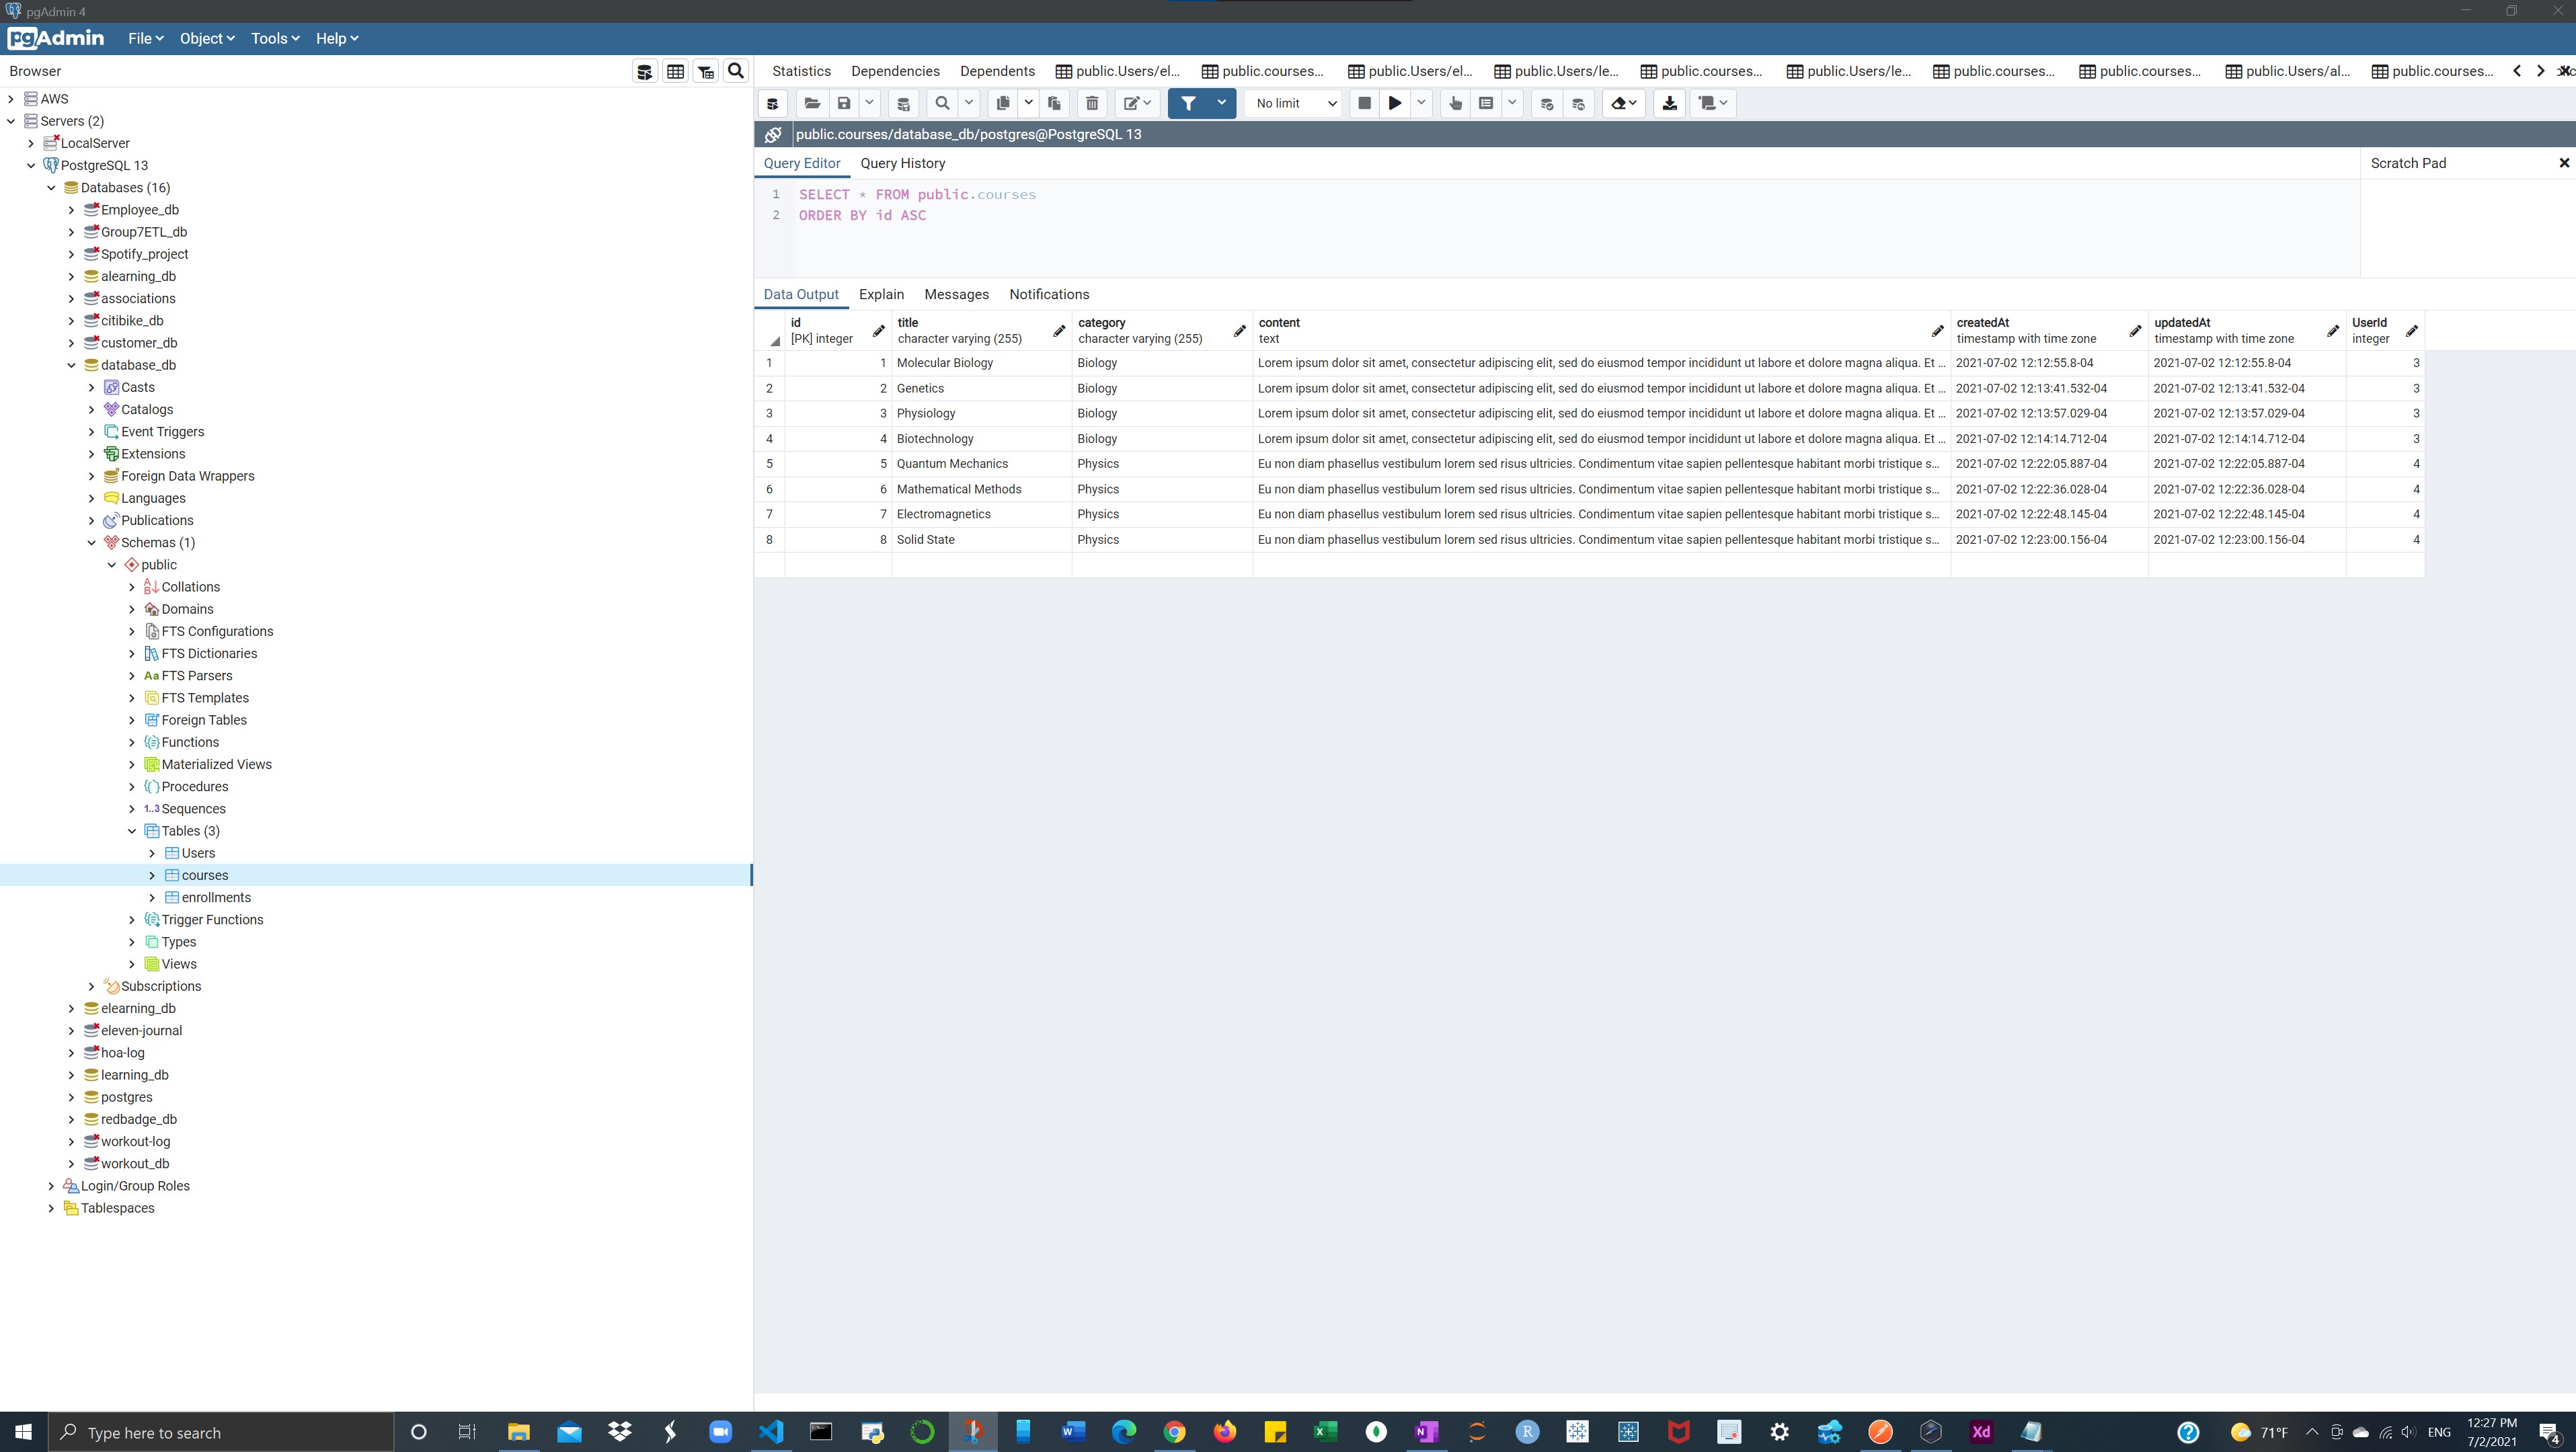 pgAdmin 4
pgAdmin File Object Tools Help
Browser
AWS
Servers (2)
LocalServer
PostgreSQL 13
Databases (16)
Employee_db
Group7ETL_db
Spotify_project
alearning_db
associations
citibike_db
customer_db
database_db
Casts
Catalogs
Event Triggers
Extensions
Foreign Data Wrappers
Languages
Publications
Schemas (1)
public
Collations
Domains
FTS Configurations
FTS Dictionaries
Aa FTS Parsers
FTS Templates
Foreign Tables
Functions
Materialized Views
Procedures
1..3 Sequences
Tables (3)
Users
courses
enrollments
Trigger Functions
Types
Views
Subscriptions
elearning_db
eleven-journal
hoa-log
learning_db
postgres
redbadge_db
workout-log
workout_db
Login/Group Roles
Tablespaces
Statistics Dependencies Dependents public.Users/el... public.courses... public.Users/el... public.Users/le... public.courses... public.Users/le... public.courses... public.courses... public.Users/al... public.courses...
No limit
public.courses/database_db/postgres@PostgreSQL 13
Query Editor Query History Scratch Pad
1 SELECT * FROM public.courses
2 ORDER BY id ASC
Data Output Explain Messages Notifications
id title category content createdAt updatedAt UserId
[PK] integer character varying (255) character varying (255) text timestamp with time zone timestamp with time zone integer
1 1 Molecular Biology Biology Lorem ipsum dolor sit amet, consectetur adipiscing elit, sed do eiusmod tempor incididunt ut labore et dolore magna aliqua. Et ... 2021-07-02 12:12:55.8-04 2021-07-02 12:12:55.8-04 3
2 2 Genetics Biology Lorem ipsum dolor sit amet, consectetur adipiscing elit, sed do eiusmod tempor incididunt ut labore et dolore magna aliqua. Et ... 2021-07-02 12:13:41.532-04 2021-07-02 12:13:41.532-04 3
3 3 Physiology Biology Lorem ipsum dolor sit amet, consectetur adipiscing elit, sed do eiusmod tempor incididunt ut labore et dolore magna aliqua. Et ... 2021-07-02 12:13:57.029-04 2021-07-02 12:13:57.029-04 3
4 4 Biotechnology Biology Lorem ipsum dolor sit amet, consectetur adipiscing elit, sed do eiusmod tempor incididunt ut labore et dolore magna aliqua. Et ... 2021-07-02 12:14:14.712-04 2021-07-02 12:14:14.712-04 3
5 5 Quantum Mechanics Physics Eu non diam phasellus vestibulum lorem sed risus ultricies. Condimentum vitae sapien pellentesque habitant morbi tristique s... 2021-07-02 12:22:05.887-04 2021-07-02 12:22:05.887-04 4
6 6 Mathematical Methods Physics Eu non diam phasellus vestibulum lorem sed risus ultricies. Condimentum vitae sapien pellentesque habitant morbi tristique s... 2021-07-02 12:22:36.028-04 2021-07-02 12:22:36.028-04 4
7 7 Electromagnetics Physics Eu non diam phasellus vestibulum lorem sed risus ultricies. Condimentum vitae sapien pellentesque habitant morbi tristique s... 2021-07-02 12:22:48.145-04 2021-07-02 12:22:48.145-04 4
8 8 Solid State Physics Eu non diam phasellus vestibulum lorem sed risus ultricies. Condimentum vitae sapien pellentesque habitant morbi tristique s... 2021-07-02 12:23:00.156-04 2021-07-02 12:23:00.156-04 4
Type here to search
Xd
71°F
ENG
12:27 PM
7/2/2021
4